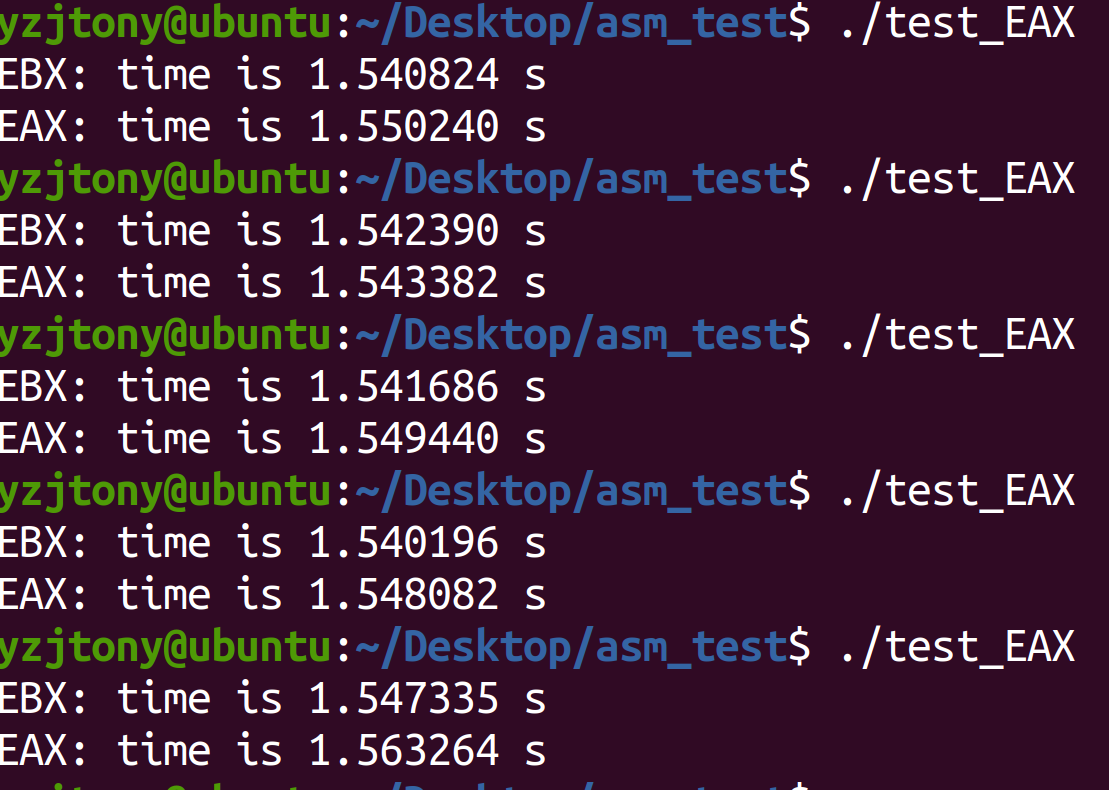 yzjtony@ubuntu:~/Desktop/asm_test$ ./test_EAX
EBX: time is 1.540824 s
EAX: time is 1.550240 s
yzjtony@ubuntu:~/Desktop/asm_test$ ./test_EAX
EBX: time is 1.542390 s
EAX: time is 1.543382 s
yzjtony@ubuntu:~/Desktop/asm_test$ ./test_EAX
EBX: time is 1.541686 s
EAX: time is 1.549440 s
yzjtony@ubuntu:~/Desktop/asm_test$ ./test_EAX
EBX: time is 1.540196 s
EAX: time is 1.548082 s
yzjtony@ubuntu:~/Desktop/asm_test$ ./test_EAX
EBX: time is 1.547335 s
EAX: time is 1.563264 s